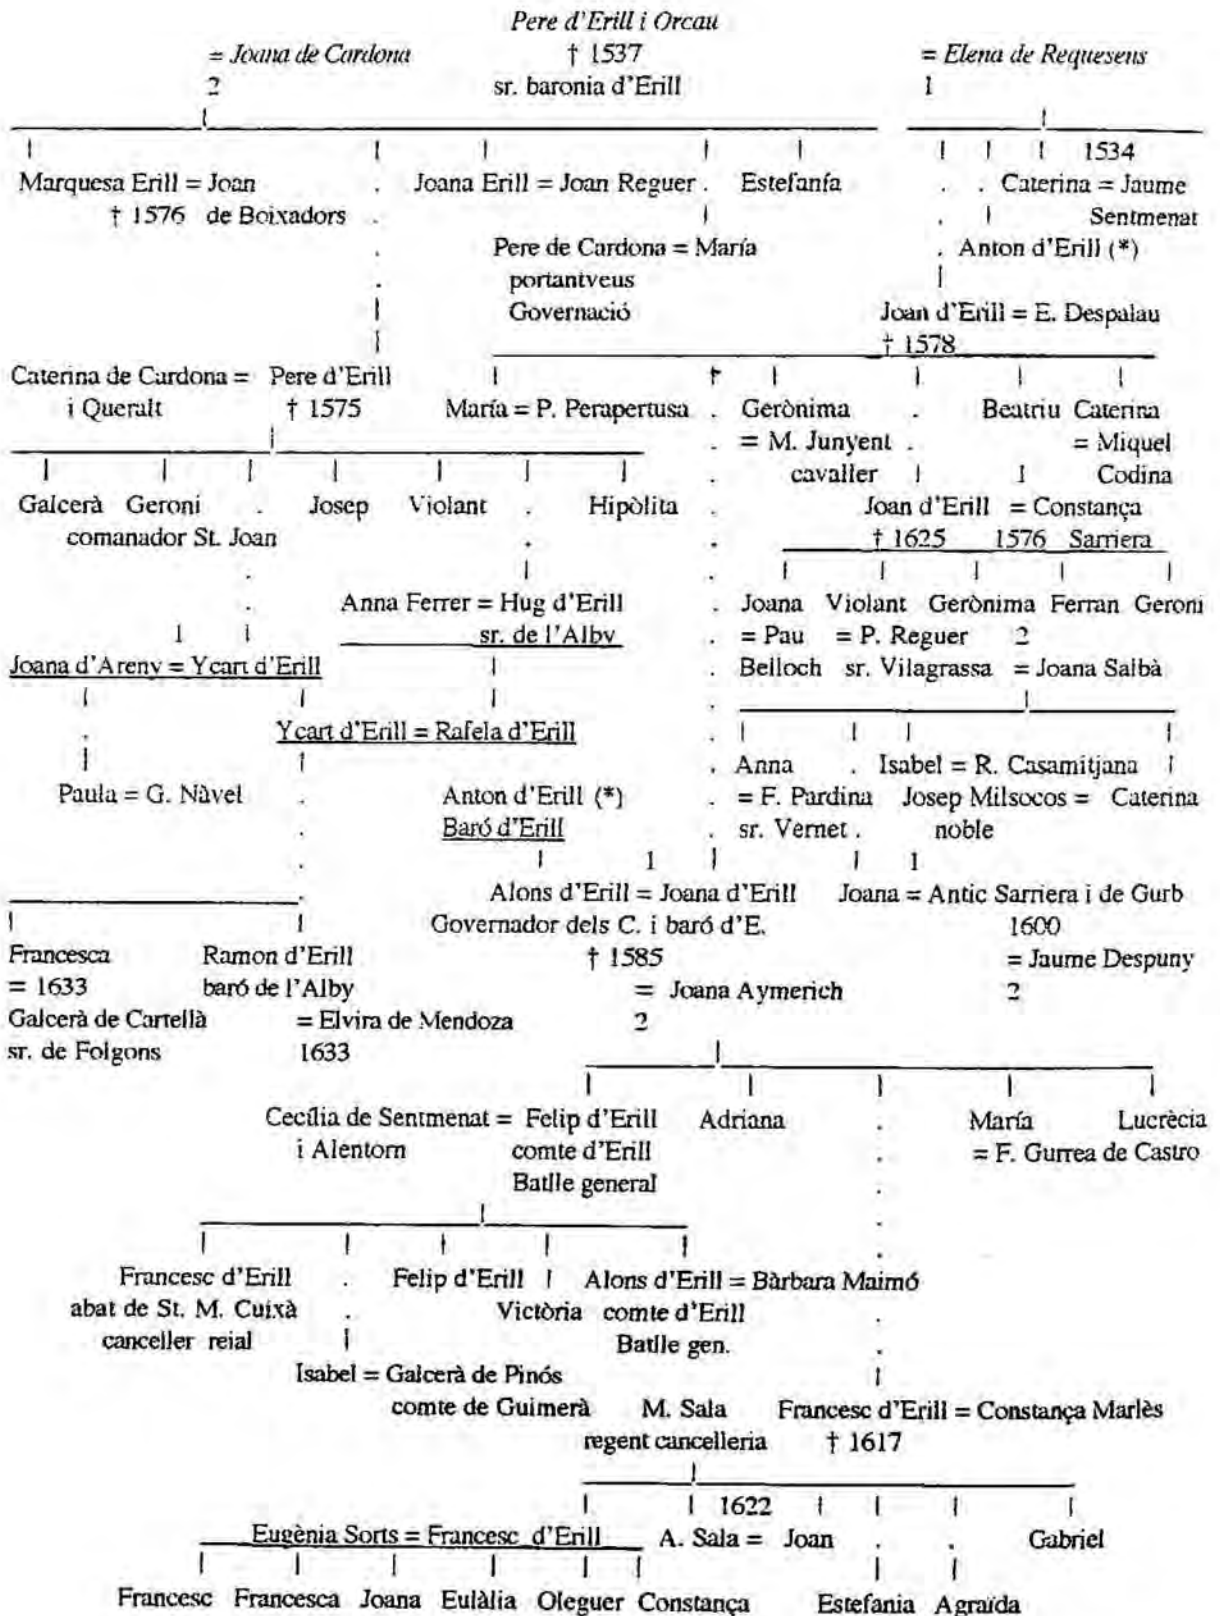 Pere d'Erill i Orcau
= Joana de Cardona † 1537 = Elena de Requesens
2 sr. baronia d'Erill 1
1534
Marquesa Erill = Joan Joana Erill = Joan Reguer Estefanía Caterina = Jaume
† 1576 de Boixadors Sentmenat
Pere de Cardona = María Anton d'Erill (*)
portantveus
Governació Joan d'Erill = E. Despalau
† 1578
Caterina de Cardona = Pere d'Erill
i Queralt † 1575 María = P. Perapertusa Gerònima Beatriu Caterina
= M. Junyent = Miquel
cavaller Codina
Galcerà Geroni Josep Violant Hipòlita Joan d'Erill = Constança
comanador St. Joan † 1625 1576 Sarriera
Anna Ferrer = Hug d'Erill Joana Violant Gerònima Ferran Geroni
sr. de l'Alby = Pau = P. Reguer 2
Joana d'Areny = Ycart d'Erill Belloch sr. Vilagrassa = Joana Salbà
Ycart d'Erill = Rafela d'Erill
Anna Isabel = R. Casamitjana
Paula = G. Nàvel Anton d'Erill (*) = F. Pardina Josep Milsocos = Caterina
Baró d'Erill sr. Vernet noble
Alons d'Erill = Joana d'Erill Joana = Antic Sarriera i de Gurb
Governador dels C. i baró d'E. 1600
Francesca Ramon d'Erill † 1585 = Jaume Despuny
= 1633 baró de l'Alby = Joana Aymerich 2
Galcerà de Cartellà = Elvira de Mendoza 2
sr. de Folgons 1633
Cecília de Sentmenat = Felip d'Erill Adriana María Lucrècia
i Alentorn comte d'Erill = F. Gurrea de Castro
Batlle general
Francesc d'Erill Felip d'Erill Alons d'Erill = Bàrbara Maimó
abat de St. M. Cuixà Victòria comte d'Erill
canceller reial Batlle gen.
Isabel = Galcerà de Pinós
comte de Guimerà M. Sala Francesc d'Erill = Constança Marlès
regent cancelleria † 1617
1622
Eugènia Sorts = Francesc d'Erill A. Sala = Joan Gabriel
Francesc Francesca Joana Eulàlia Oleguer Constança Estefania Agraïda